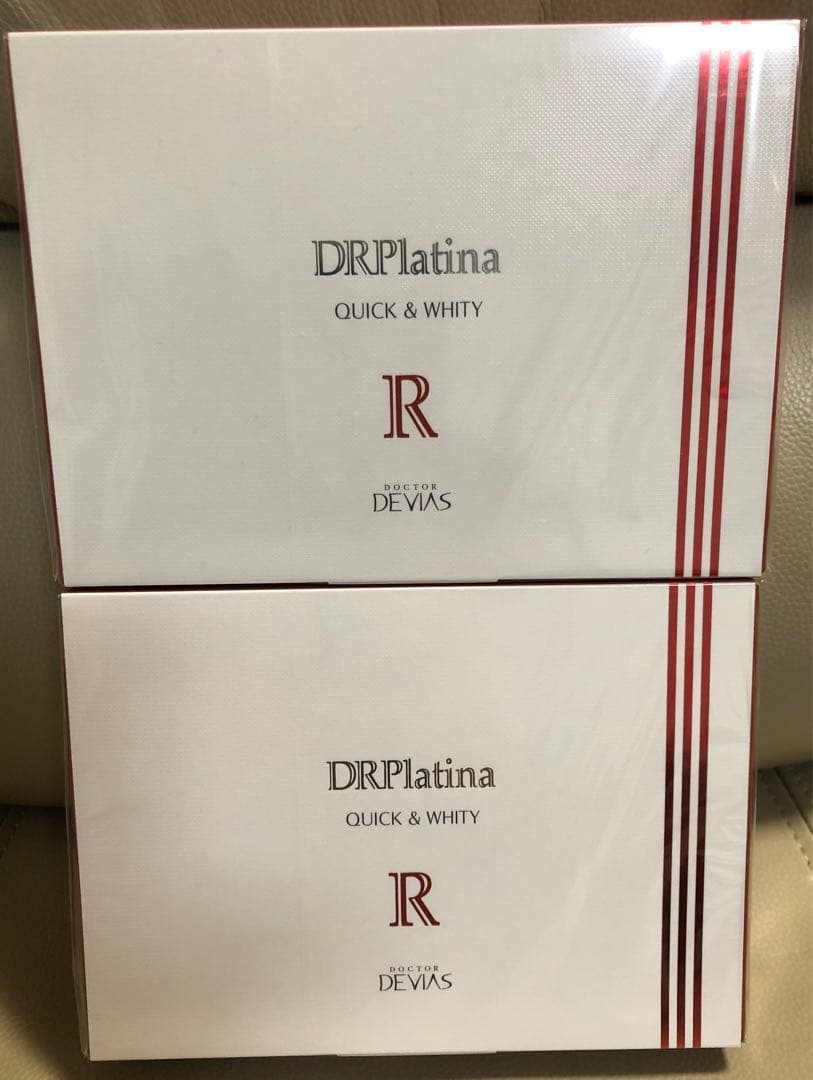 DRPlatina
QUICK & WHITY
R
DOCTOR
DEVIAS
DRPlatina
QUICK & WHITY
R
DOCTOR
DEVIAS